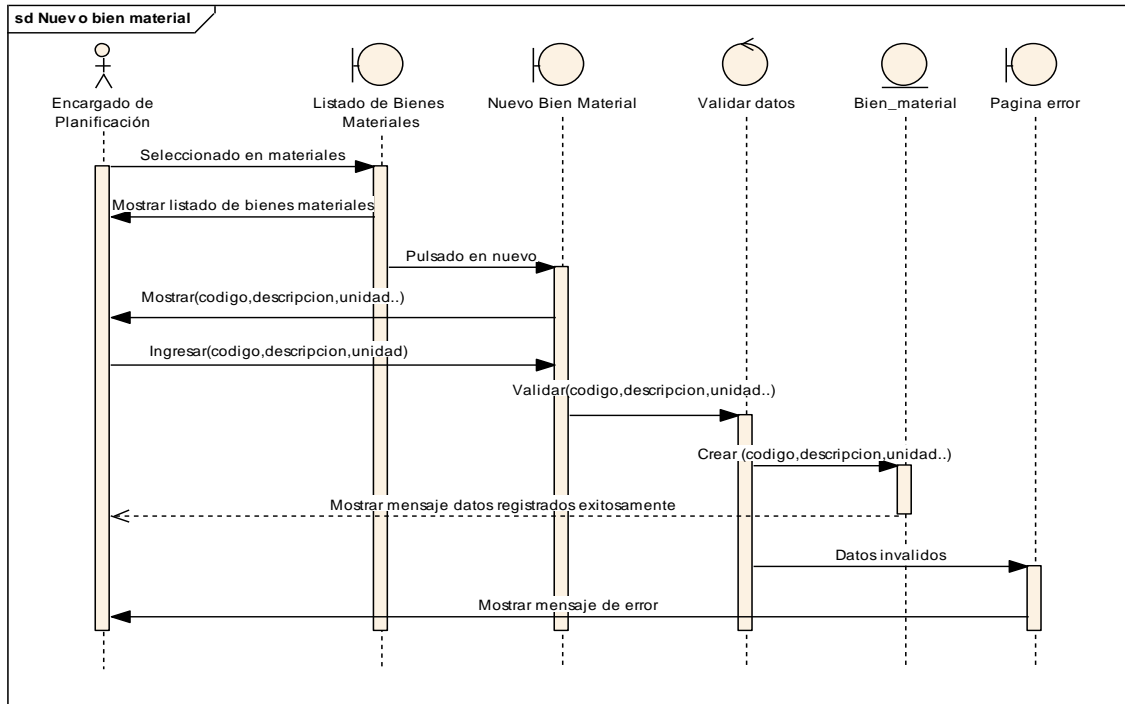 sd Nuevo bien material
Encargado de
Planificación
Listado de Bienes
Materiales
Nuevo Bien Material
Validar datos
Bien_material
Pagina error
Seleccionado en materiales
Mostrar listado de bienes materiales
Pulsado en nuevo
Mostrar(codigo,descripcion,unidad..)
Ingresar(codigo,descripcion,unidad)
Validar(codigo,descripcion,unidad..)
Crear (codigo,descripcion,unidad..)
Mostrar mensaje datos registrados exitosamente
Datos invalidos
Mostrar mensaje de error